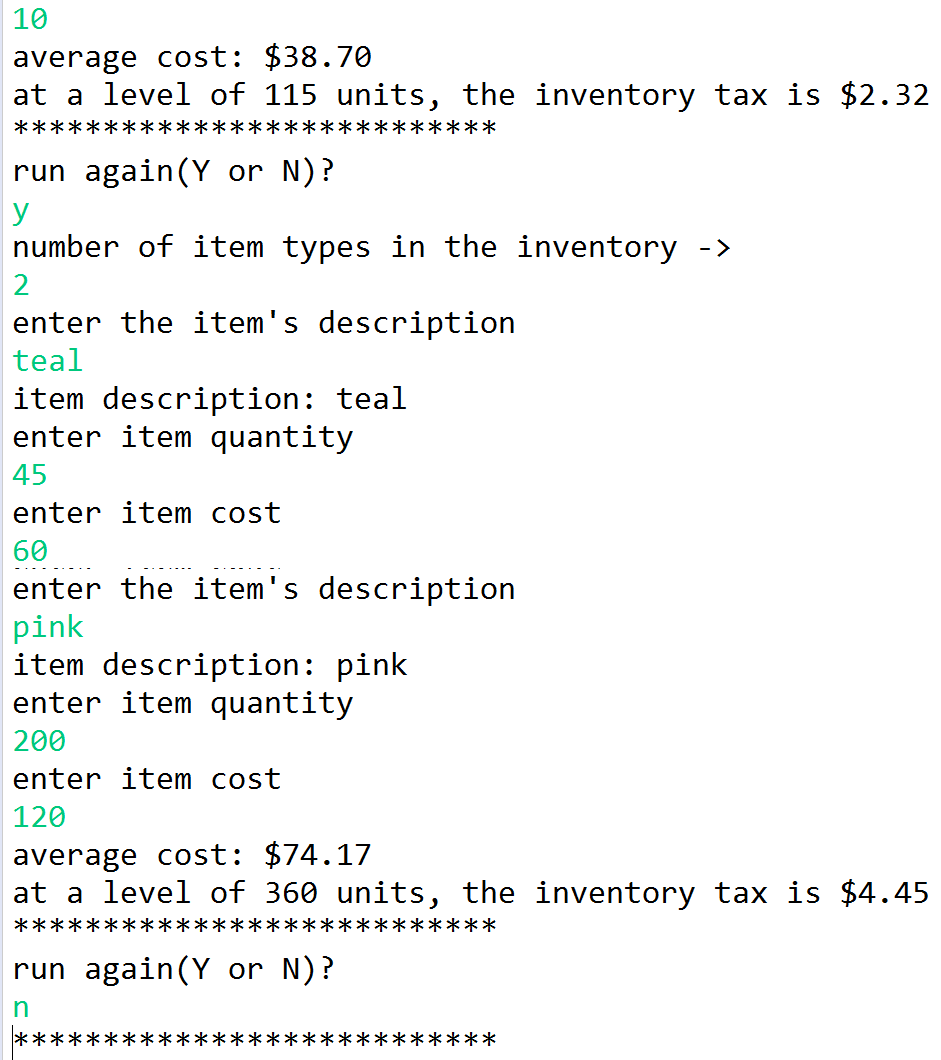 10
average cost: $38.70
at a level of 115 units, the inventory tax is $2.32
***************************
run again(Y or N)?
y
number of item types in the inventory ->
2
enter the item's description
teal
item description: teal
enter item quantity
45
enter item cost
60
enter the item's description
pink
item description: pink
enter item quantity
200
enter item cost
120
average cost: $74.17
at a level of 360 units, the inventory tax is $4.45
***************************
run again(Y or N)?
n
***************************